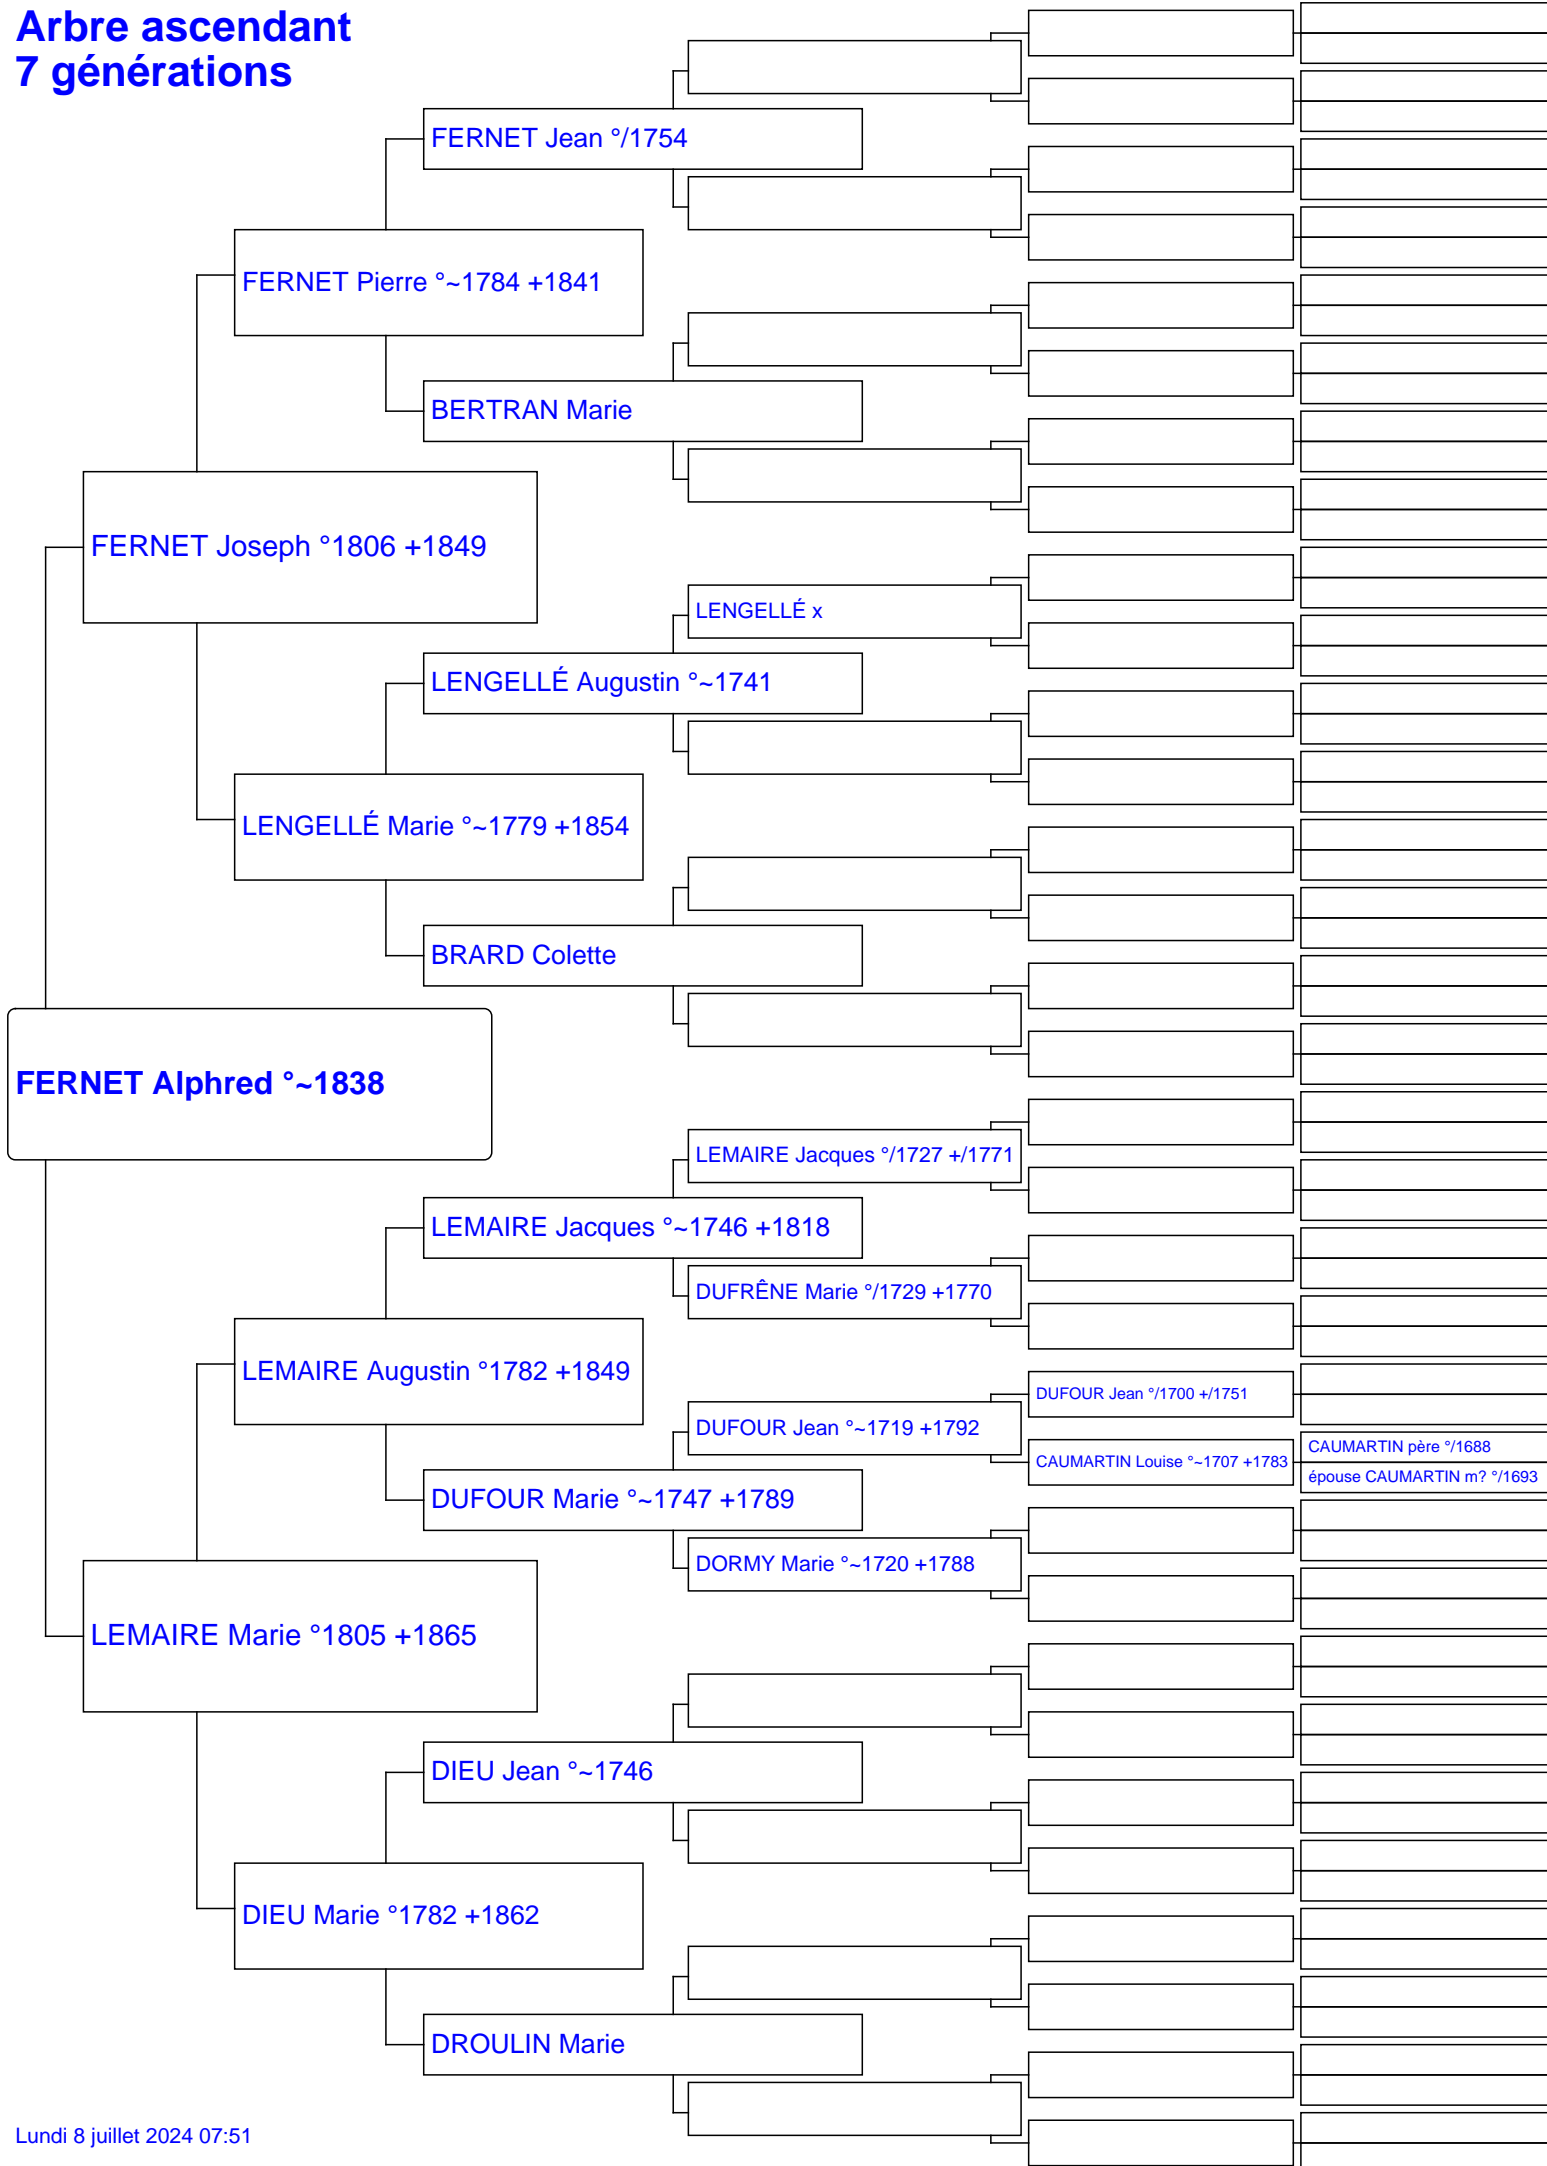 Arbre ascendant
7 générations
FERNET Jean °/1754
FERNET Pierre °~1784 +1841
BERTRAN Marie
FERNET Joseph °1806 +1849
LENGELLÉ x
LENGELLÉ Augustin °~1741
LENGELLÉ Marie °~1779 +1854
BRARD Colette
FERNET Alphred °~1838
LEMAIRE Jacques °/1727 +/1771
LEMAIRE Jacques °~1746 +1818
DUFRÊNE Marie °/1729 +1770
LEMAIRE Augustin °1782 +1849
DUFOUR Jean °/1700 +/1751
DUFOUR Jean °~1719 +1792
CAUMARTIN père °/1688
CAUMARTIN Louise °~1707 +1783
épouse CAUMARTIN m? °/1693
DUFOUR Marie °~1747 +1789
DORMY Marie °~1720 +1788
LEMAIRE Marie °1805 +1865
DIEU Jean °~1746
DIEU Marie °1782 +1862
DROULIN Marie
Lundi 8 juillet 2024 07:51